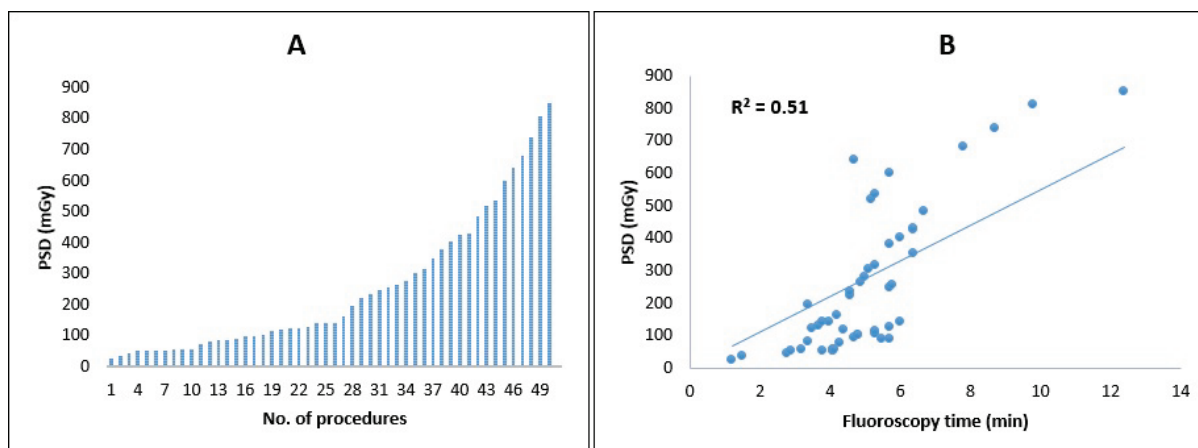 A
900
800
700
600
500
400
300
200
100
0
PSD (mGy)
1 4 7 10 13 16 19 22 25 28 31 34 37 40 43 46 49
No. of procedures
B
900
800
700
600
500
400
300
200
100
0
PSD (mGy)
R² = 0.51
0 2 4 6 8 10 12 14
Fluoroscopy time (min)